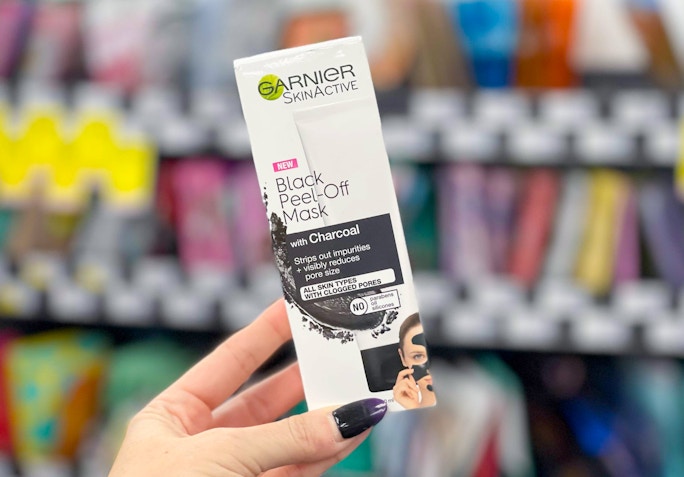 GARNIER
SKINACTIVE
NEW
Black
Peel-Off
Mask
with Charcoal
Strips out impurities
+ visibly reduces
pore size
ALL SKIN TYPES
WITH CLOGGED PORES
NO parabens
oil
silicones